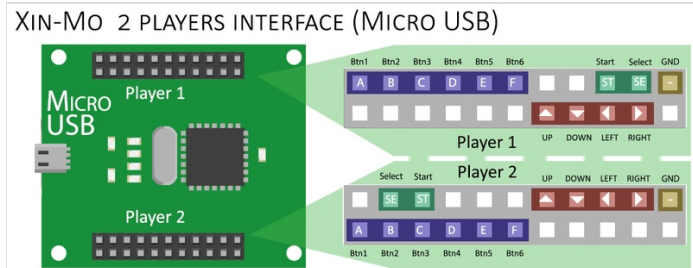 XIN-MO 2 PLAYERS INTERFACE (MICRO USB)
Player 1
MICRO
USB
Player 2
Btn1 Btn2 Btn3 Btn4 Btn5 Btn6 Start Select GND
A B C D E F ST SE -
Player 1 UP DOWN LEFT RIGHT
Player 2
Select Start UP DOWN LEFT RIGHT GND
SE ST -
A B C D E F
Btn1 Btn2 Btn3 Btn4 Btn5 Btn6